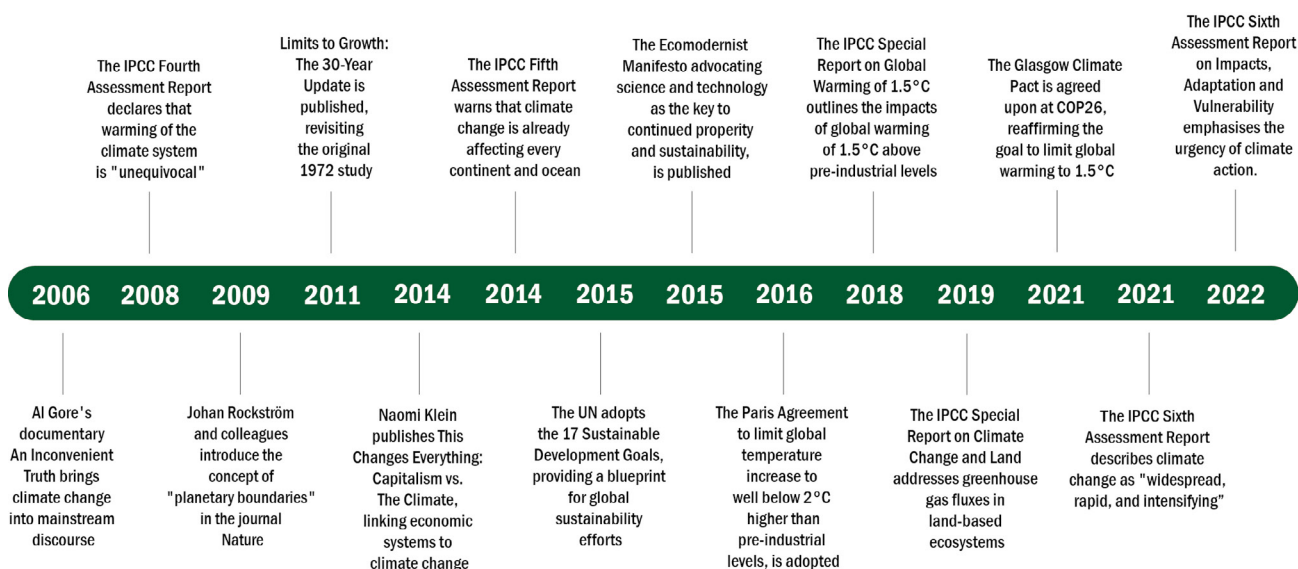 The IPCC Fourth
Assessment Report
declares that
warming of the
climate system
is "unequivocal"
Limits to Growth:
The 30-Year
Update is
published,
revisiting
the original
1972 study
The IPCC Fifth
Assessment Report
warns that climate
change is already
affecting every
continent and ocean
The Ecomodernist
Manifesto advocating
science and technology
as the key to
continued property
and sustainability,
is published
The IPCC Special
Report on Global
Warming of 1.5°C
outlines the impacts
of global warming
of 1.5°C above
pre-industrial levels
The Glasgow Climate
Pact is agreed
upon at COP26,
reaffirming the
goal to limit global
warming to 1.5°C
The IPCC Sixth
Assessment Report
on Impacts,
Adaptation and
Vulnerability
emphasises the
urgency of climate
action.
2006 2008 2009 2011 2014 2014 2015 2015 2016 2018 2019 2021 2021 2022
Al Gore's
documentary
An Inconvenient
Truth brings
climate change
into mainstream
discourse
Johan Rockström
and colleagues
introduce the
concept of
"planetary boundaries"
in the journal
Nature
Naomi Klein
publishes This
Changes Everything:
Capitalism vs.
The Climate,
linking economic
systems to
climate change
The UN adopts
the 17 Sustainable
Development Goals,
providing a blueprint
for global
sustainability
efforts
The Paris Agreement
to limit global
temperature
increase to
well below 2°C
higher than
pre-industrial
levels, is adopted
The IPCC Special
Report on Climate
Change and Land
addresses greenhouse
gas fluxes in
land-based
ecosystems
The IPCC Sixth
Assessment Report
describes climate
change as "widespread,
rapid, and intensifying”